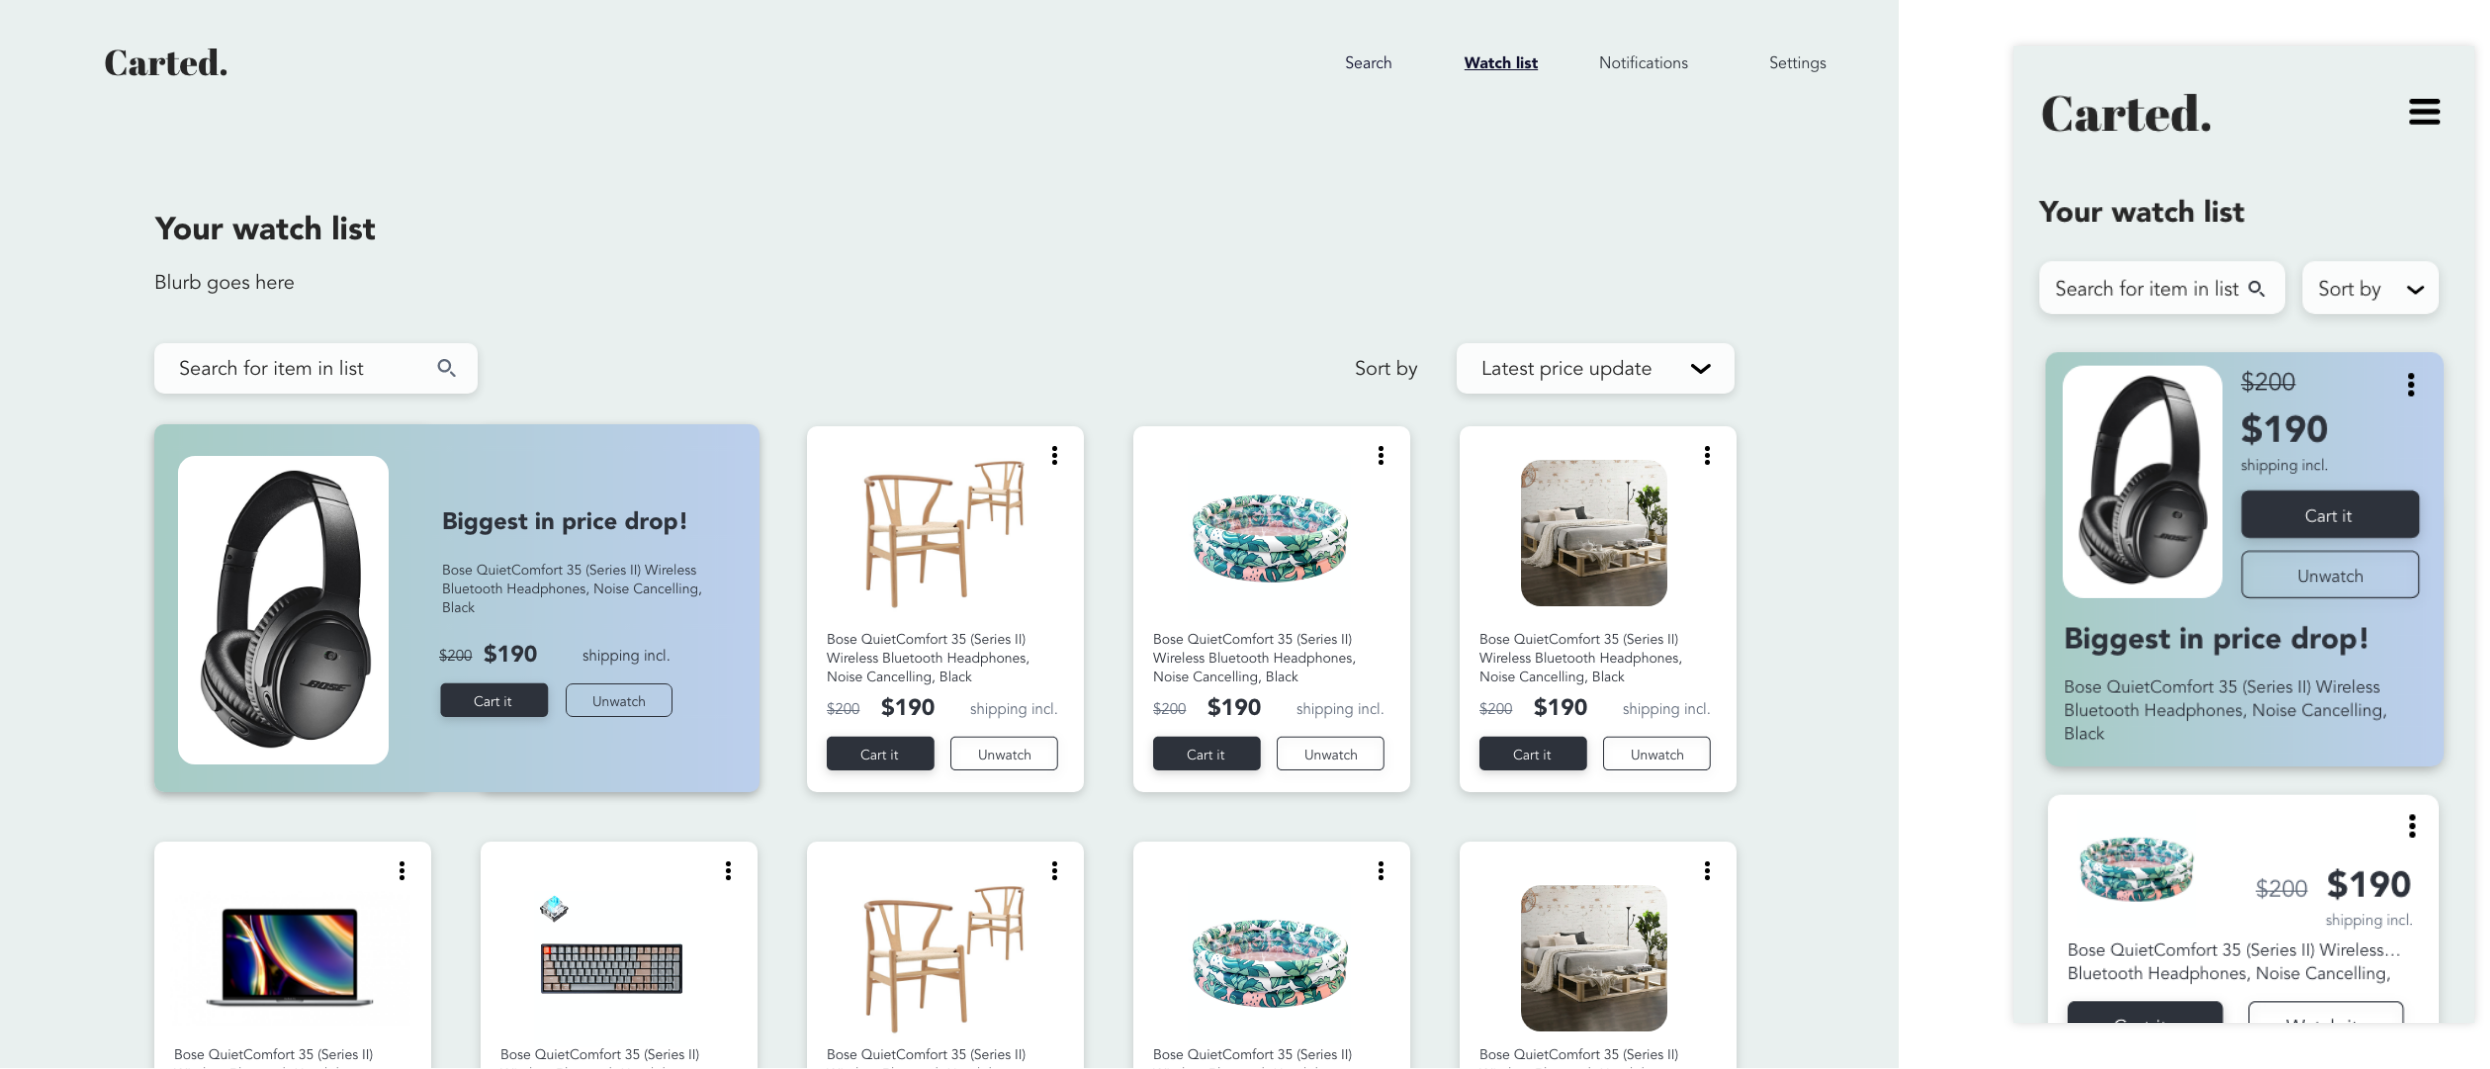 Carted.
Search Watch list Notifications Settings
Your watch list
Blurb goes here
Search for item in list
Sort by Latest price update
BOSE
Biggest in price drop!
Bose QuietComfort 35 (Series II) Wireless
Bluetooth Headphones, Noise Cancelling,
Black
$200 $190 shipping incl.
Cart it Unwatch
Bose QuietComfort 35 (Series II)
Wireless Bluetooth Headphones,
Noise Cancelling, Black
$200 $190 shipping incl.
Cart it Unwatch
Bose QuietComfort 35 (Series II)
Wireless Bluetooth Headphones,
Noise Cancelling, Black
$200 $190 shipping incl.
Cart it Unwatch
Bose QuietComfort 35 (Series II)
Wireless Bluetooth Headphones,
Noise Cancelling, Black
$200 $190 shipping incl.
Cart it Unwatch
Bose QuietComfort 35 (Series II)
Bose QuietComfort 35 (Series II)
Bose QuietComfort 35 (Series II)
Bose QuietComfort 35 (Series II)
Bose QuietComfort 35 (Series II)
Carted.
Your watch list
Search for item in list
Sort by
BOSE
$200
$190
shipping incl.
Cart it
Unwatch
Biggest in price drop!
Bose QuietComfort 35 (Series II) Wireless
Bluetooth Headphones, Noise Cancelling,
Black
$200 $190
shipping incl.
Bose QuietComfort 35 (Series II) Wireless...
Bluetooth Headphones, Noise Cancelling,